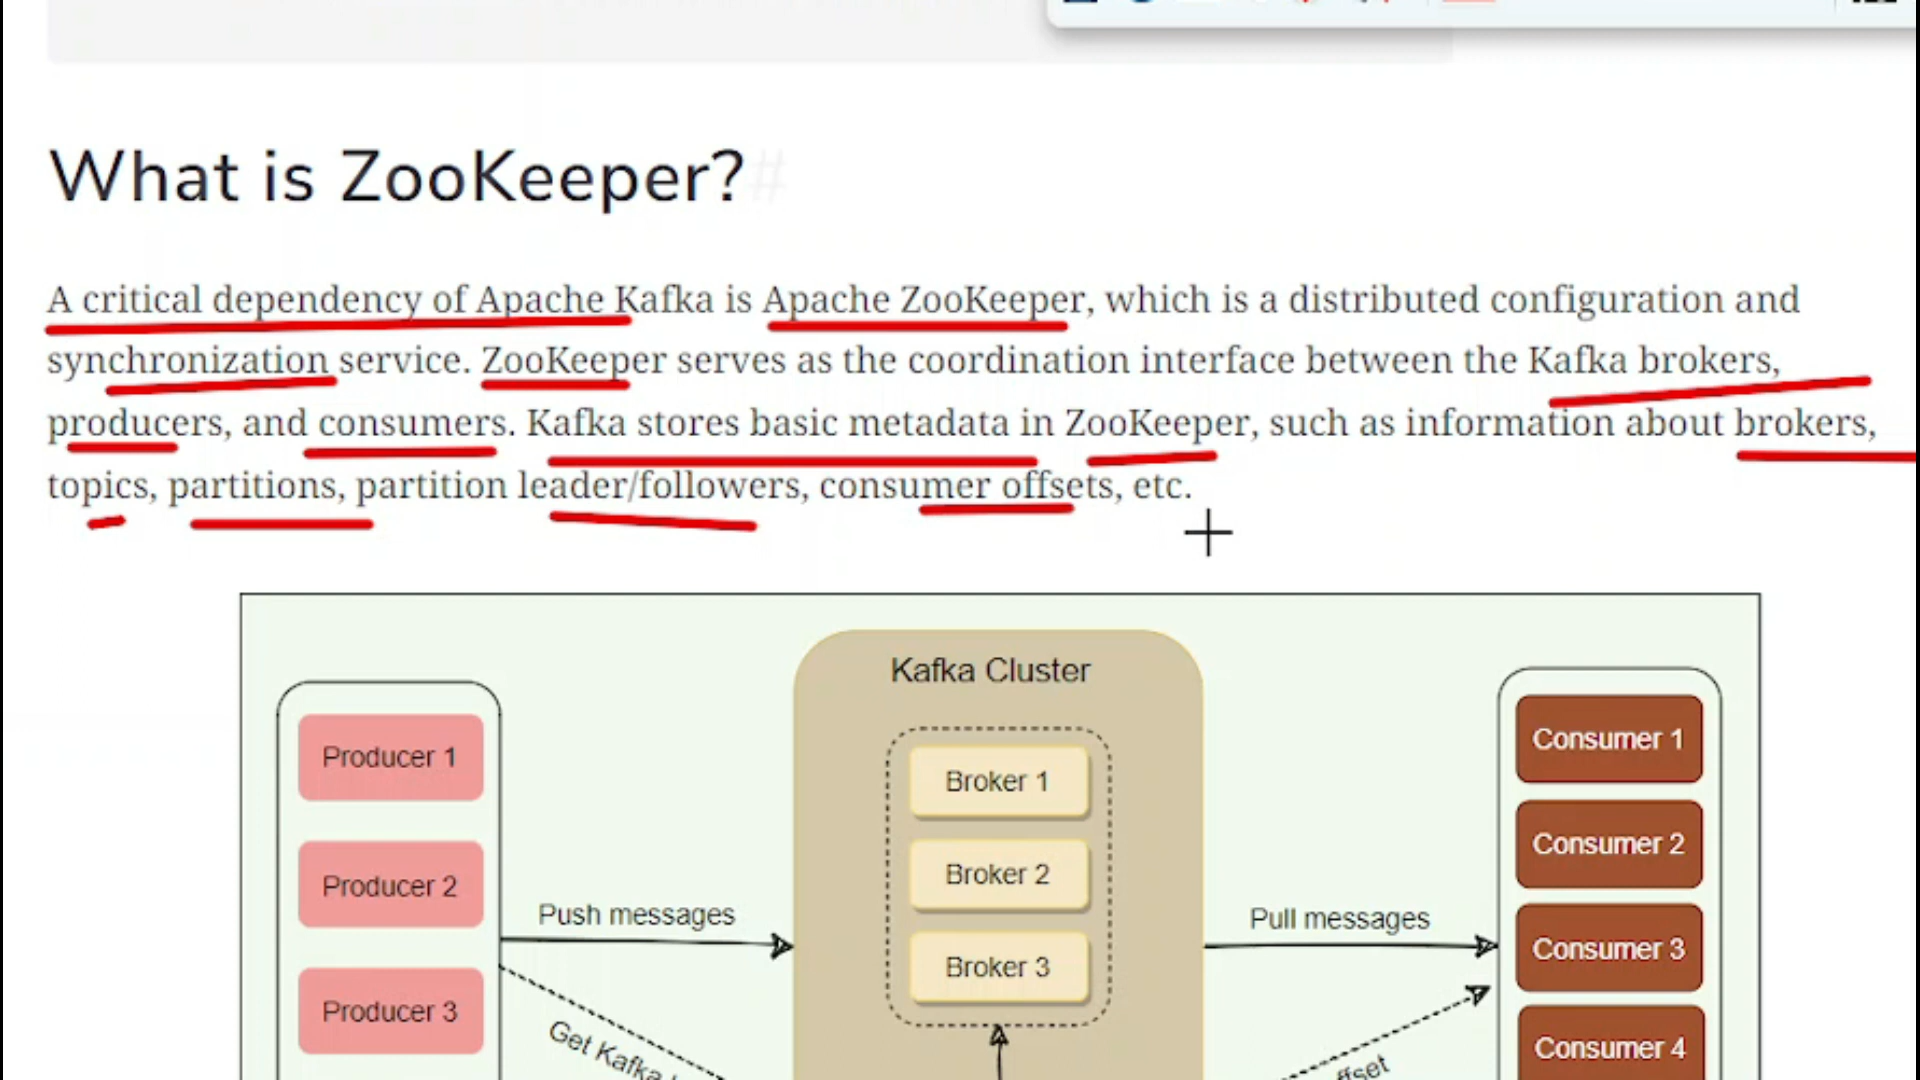 What is ZooKeeper?#
A critical dependency of Apache Kafka is Apache ZooKeeper, which is a distributed configuration and
synchronization service. ZooKeeper serves as the coordination interface between the Kafka brokers,
producers, and consumers. Kafka stores basic metadata in ZooKeeper, such as information about brokers,
topics, partitions, partition leader/followers, consumer offsets, etc.
Kafka Cluster
Producer 1
Producer 2
Producer 3
Push messages
Get Kafka
Broker 1
Broker 2
Broker 3
Pull messages
Consumer 1
Consumer 2
Consumer 3
Consumer 4
ffset